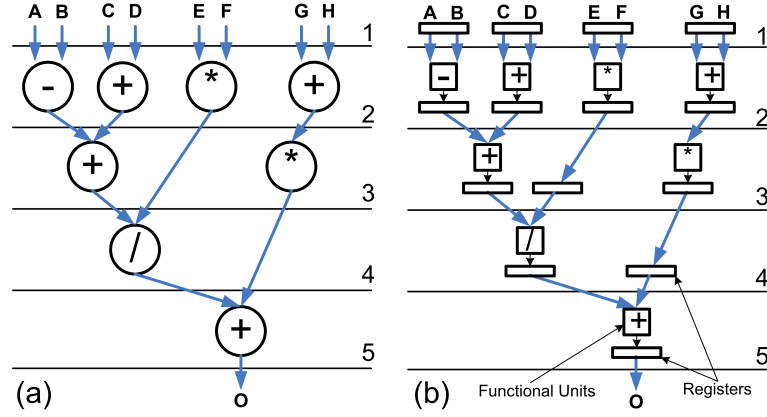 A B C D E F G H
1
- + * +
2
+ *
3
/
4
+
5
(a)
O
A B C D E F G H
1
- + * +
2
+ *
3
/
4
+
5
(b)
Functional Units
O
Registers